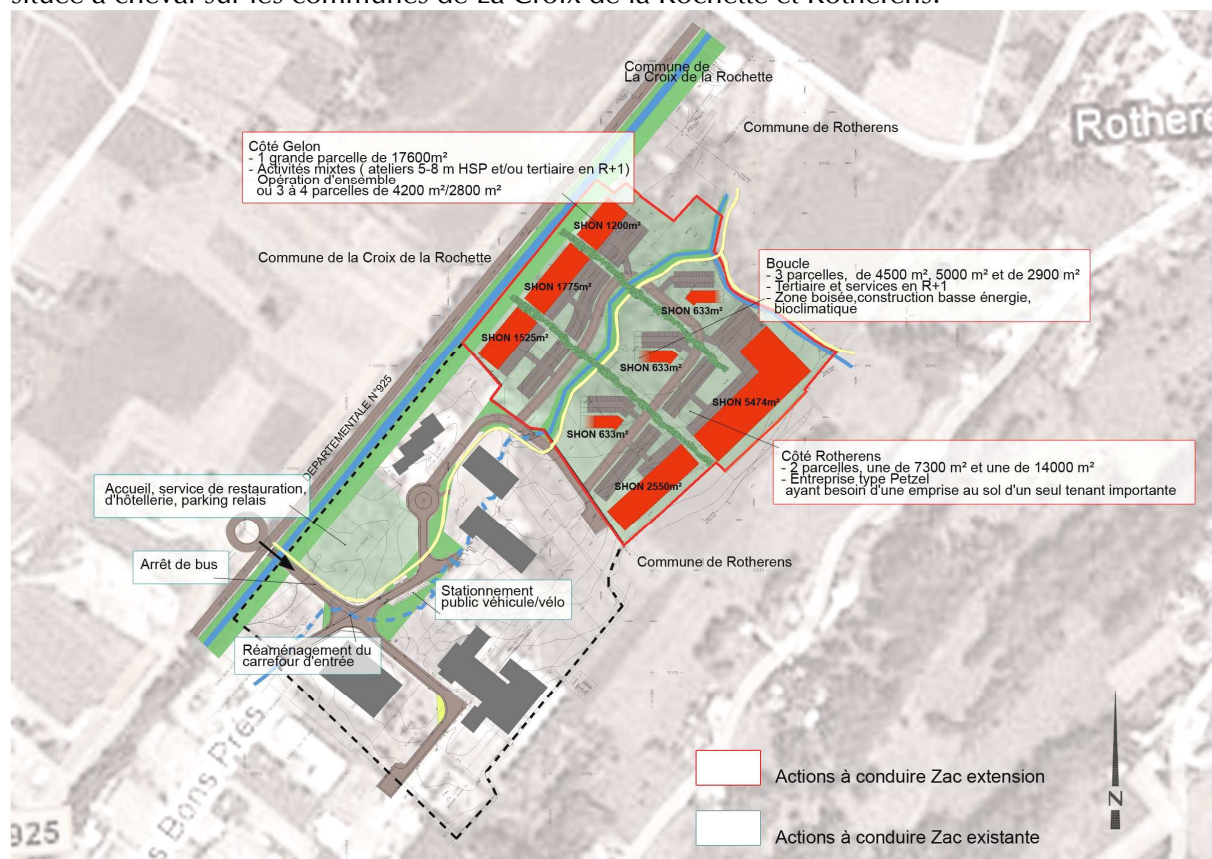 située à cheval sur les communes de La Croix de la Rochette et Rotherens.
Commune de
La Croix de la Rochette
Commune de Rotherens
Rothere
Côté Gelon
- 1 grande parcelle de 17600m²
- Activités mixtes ( ateliers 5-8 m HSP et/ou tertiaire en R+1)
Opération d'ensemble
ou 3 à 4 parcelles de 4200 m²/2800 m²
SHON 1200m²
Commune de la Croix de la Rochette
Boucle
- 3 parcelles, de 4500 m², 5000 m² et de 2900 m²
- Tertiaire et services en R+1
- Zone boisée,construction basse énergie,
bioclimatique
SHON 1775m²
SHON 633m²
SHON 1525m²
SHON 633m²
SHON 5474m²
SHON 633m²
DEPARTEMENTALE N°925
Côté Rotherens
- 2 parcelles, une de 7300 m² et une de 14000 m²
- Entreprise type Petzel
ayant besoin d'une emprise au sol d'un seul tenant importante
SHON 2550m²
Accueil, service de restauration,
d'hôtellerie, parking relais
Commune de Rotherens
Arrêt de bus
Stationnement
public véhicule/vélo
Réaménagement du
carrefour d'entrée
s Bons Prés
925
N
Actions à conduire Zac extension
Actions à conduire Zac existante